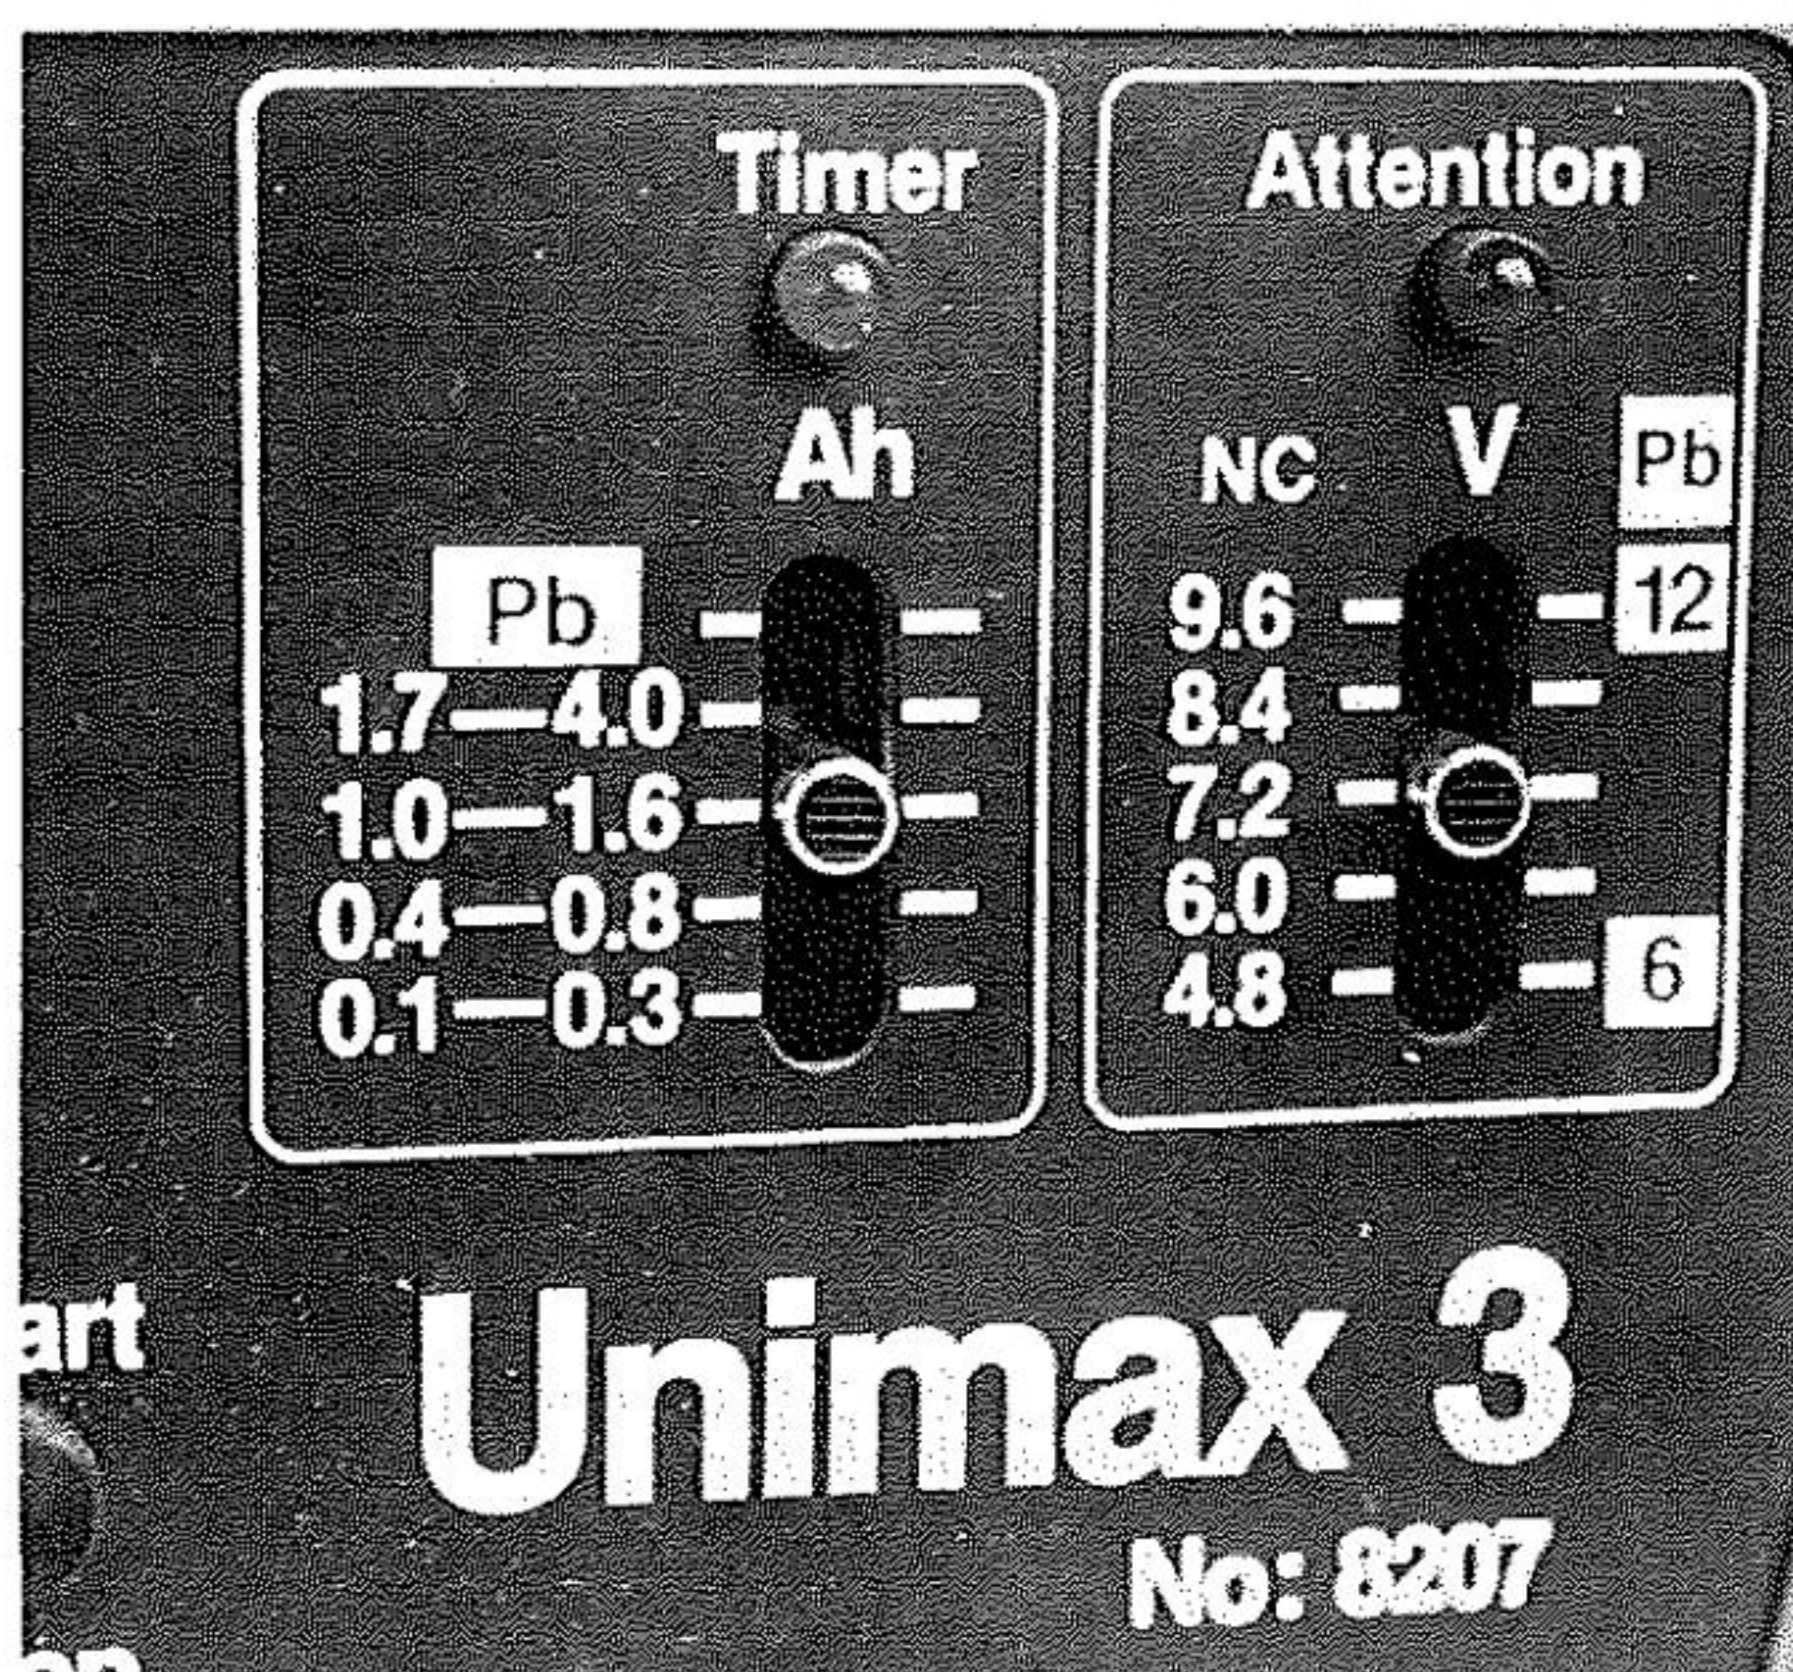 Timer
Ah
Pb
1.7—4.0
1.0—1.6
0.4—0.8
0.1—0.3
Attention
NC V Pb
9.6 12
8.4
7.2
6.0
4.8 6
art
Unimax 3
No: 8207